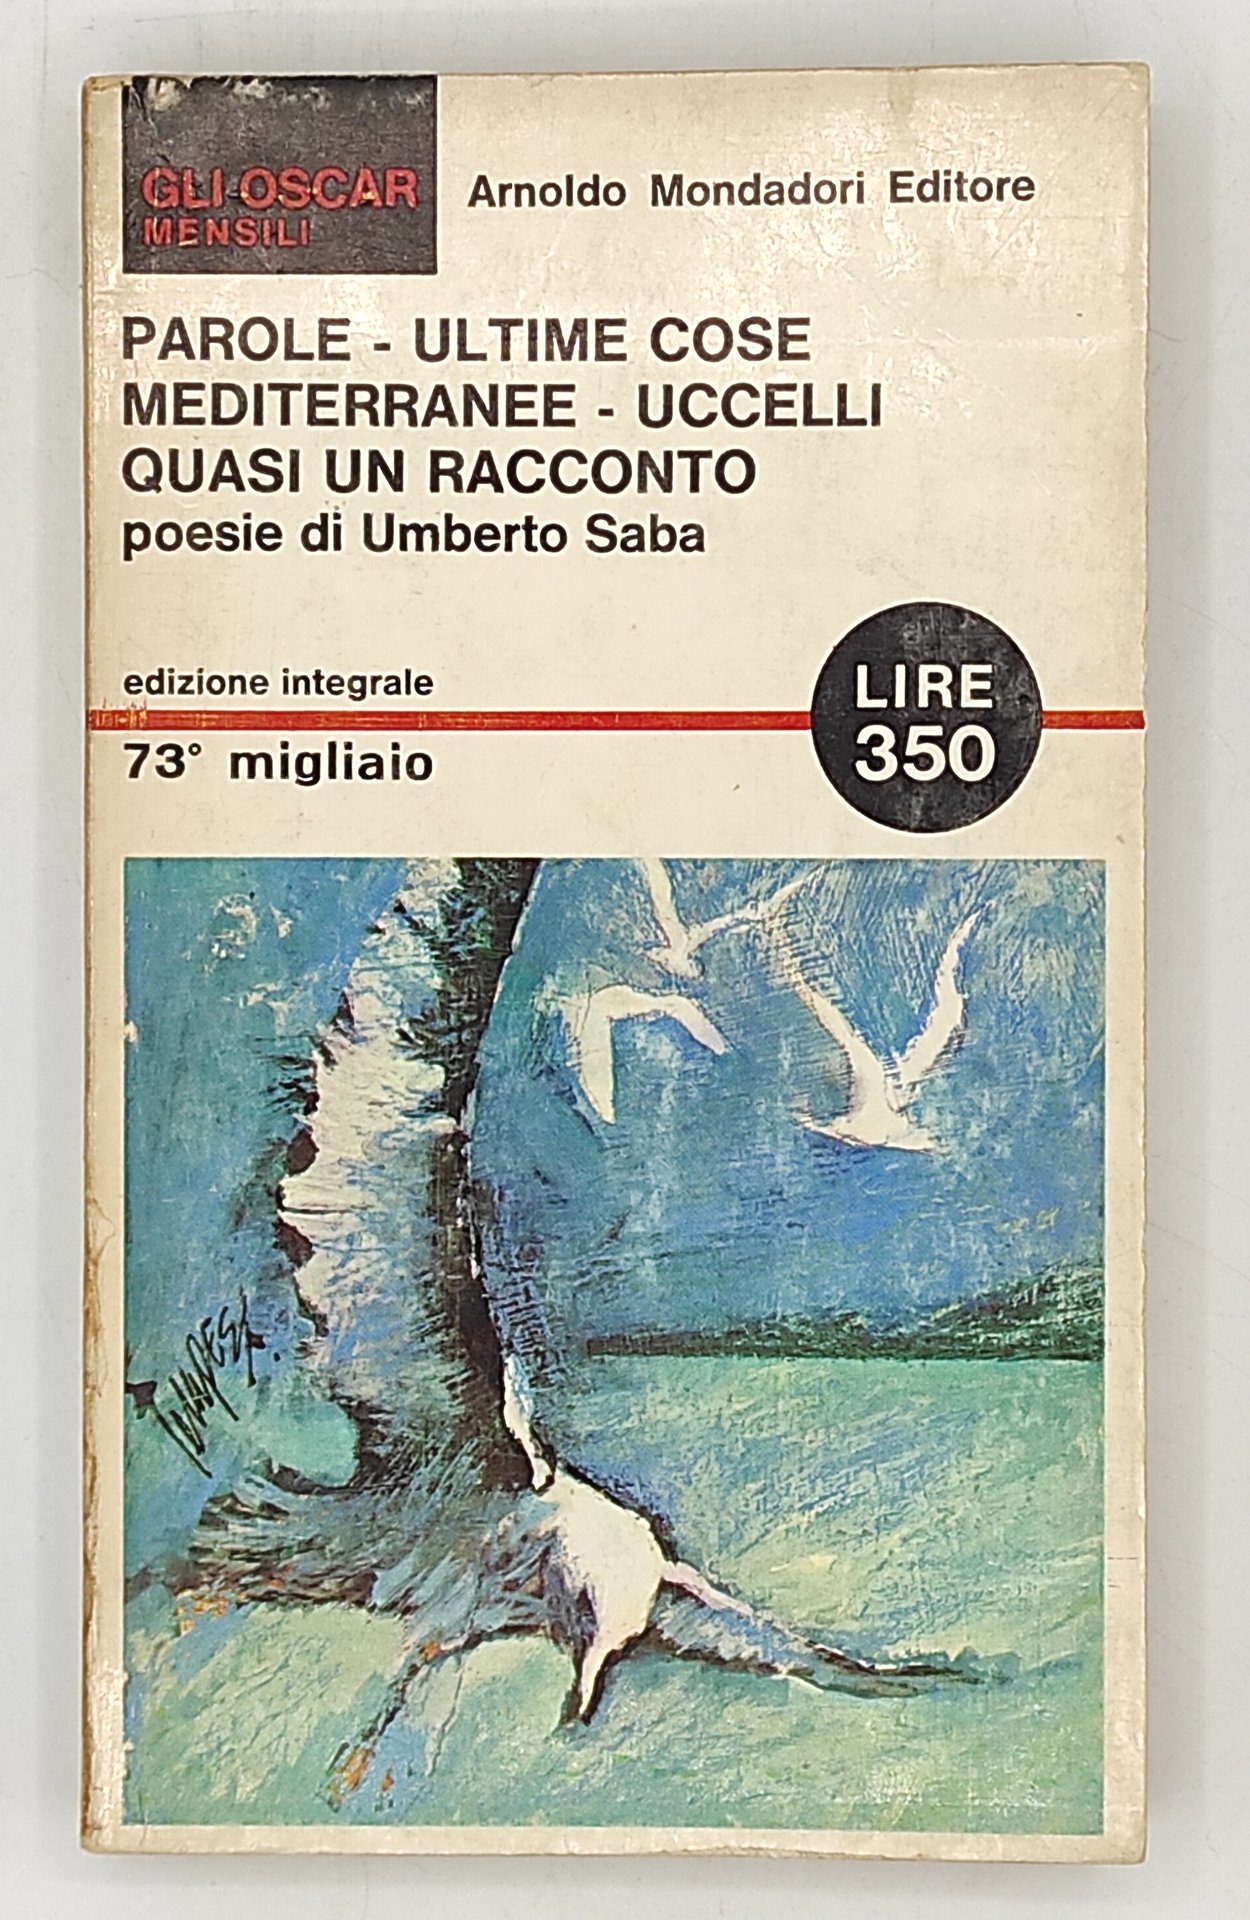 GLI OSCAR
MENSILI
Arnoldo Mondadori Editore
PAROLE - ULTIME COSE
MEDITERRANEE - UCCELLI
QUASI UN RACCONTO
poesie di Umberto Saba
edizione integrale
LIRE
350
73° migliaio